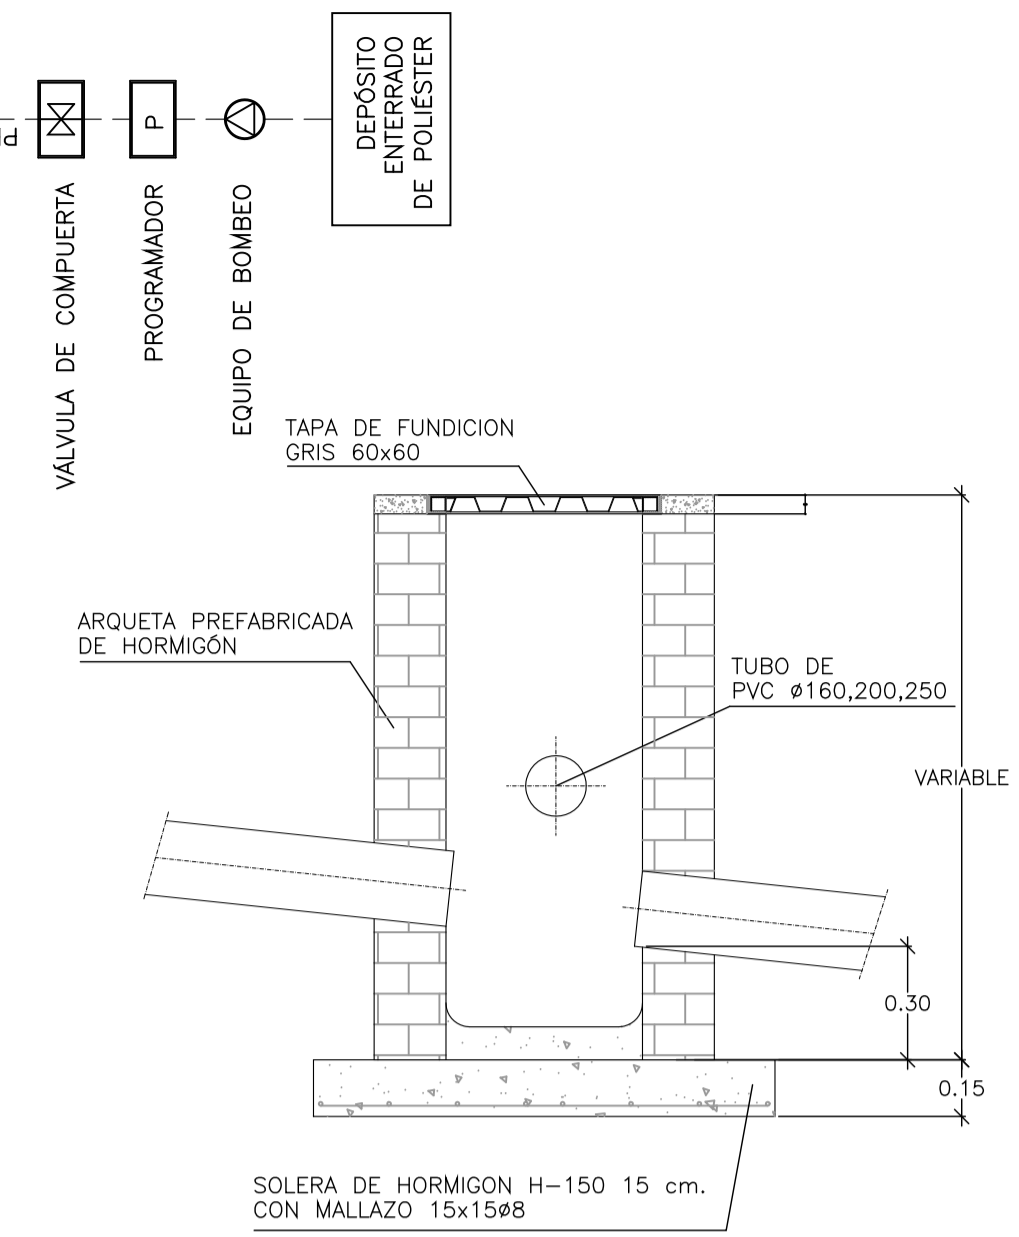 DEPÓSITO
ENTERRADO
DE POLIÉSTER
P
VÁLVULA DE COMPUERTA
PROGRAMADOR
EQUIPO DE BOMBEO
TAPA DE FUNDICION
GRIS 60x60
ARQUETA PREFABRICADA
DE HORMIGÓN
TUBO DE
PVC ø160,200,250
VARIABLE
0.30
0.15
SOLERA DE HORMIGON H-150 15 cm.
CON MALLAZO 15x15ø8